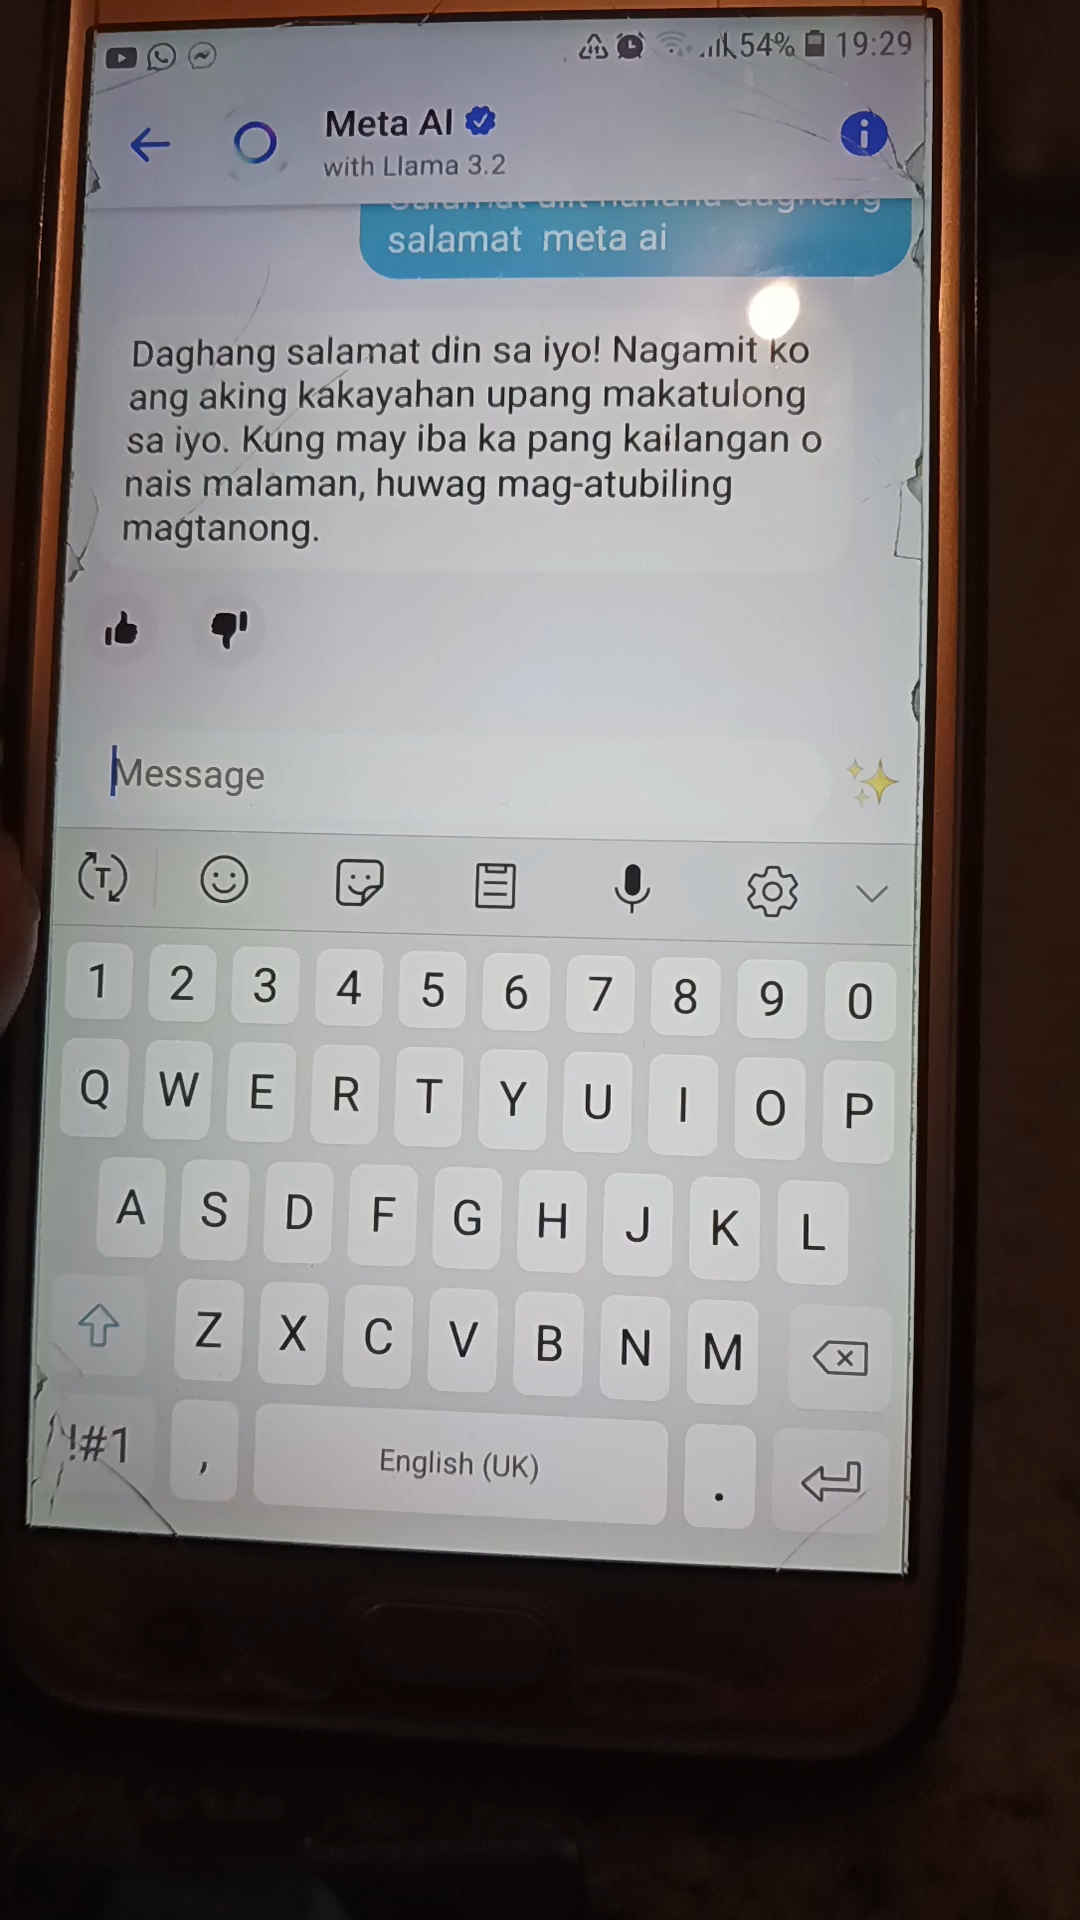 54% 19:29
Meta AI
with Llama 3.2
daghang
salamat meta ai
Daghang salamat din sa iyo! Nagamit ko
ang aking kakayahan upang makatulong
sa iyo. Kung may iba ka pang kailangan o
nais malaman, huwag mag-atubiling
magtanong.
Message
1 2 3 4 5 6 7 8 9 0
Q W E R T Y U I O P
A S D F G H J K L
Z X C V B N M
!#1 , English (UK) .